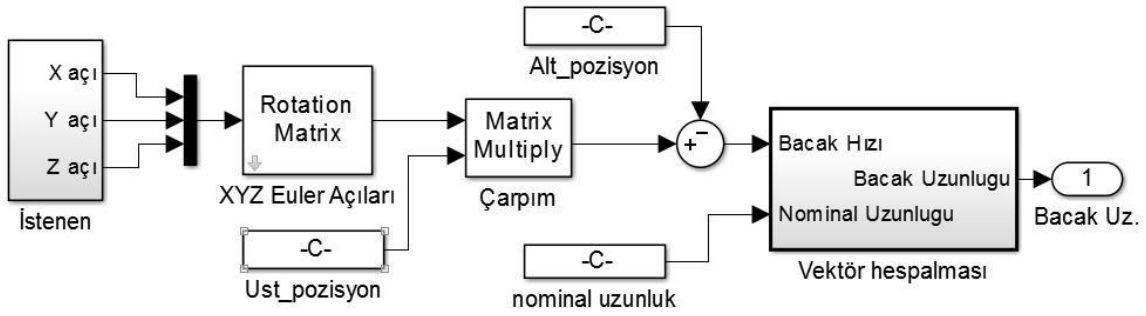 X açı
Y açı
Z açı
İstenen
Rotation
Matrix
XYZ Euler Açıları
-C-
Ust_pozisyon
Matrix
Multiply
Çarpım
-C-
Alt_pozisyon
+
−
-C-
nominal uzunluk
Bacak Hızı
Bacak Uzunlugu
Nominal Uzunlugu
Vektör hespalması
1
Bacak Uz.